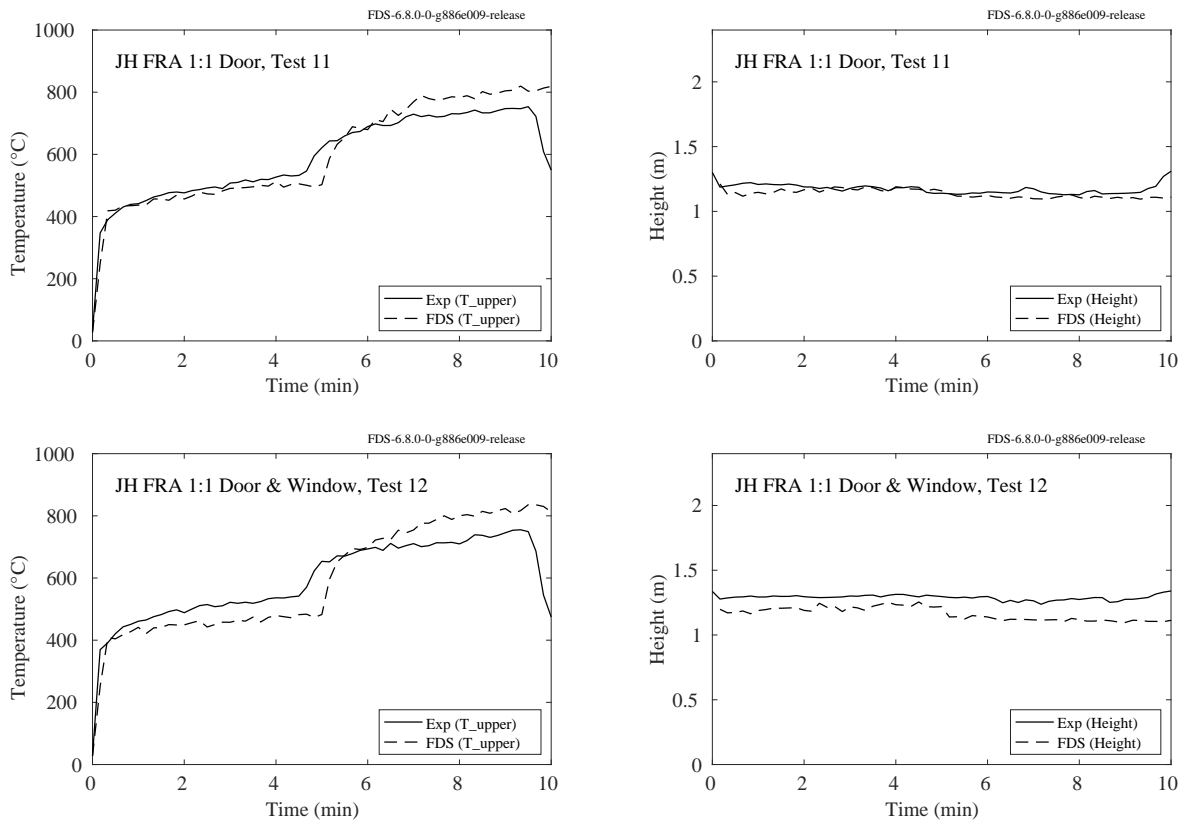 FDS-6.8.0-0-g886e009-release
JH FRA 1:1 Door, Test 11
Temperature (°C)
1000
800
600
400
200
0
0 2 4 6 8 10
Time (min)
Exp (T_upper)
FDS (T_upper)
FDS-6.8.0-0-g886e009-release
JH FRA 1:1 Door, Test 11
Height (m)
2
1.5
1
0.5
0
0 2 4 6 8 10
Time (min)
Exp (Height)
FDS (Height)
FDS-6.8.0-0-g886e009-release
JH FRA 1:1 Door & Window, Test 12
Temperature (°C)
1000
800
600
400
200
0
0 2 4 6 8 10
Time (min)
Exp (T_upper)
FDS (T_upper)
FDS-6.8.0-0-g886e009-release
JH FRA 1:1 Door & Window, Test 12
Height (m)
2
1.5
1
0.5
0
0 2 4 6 8 10
Time (min)
Exp (Height)
FDS (Height)